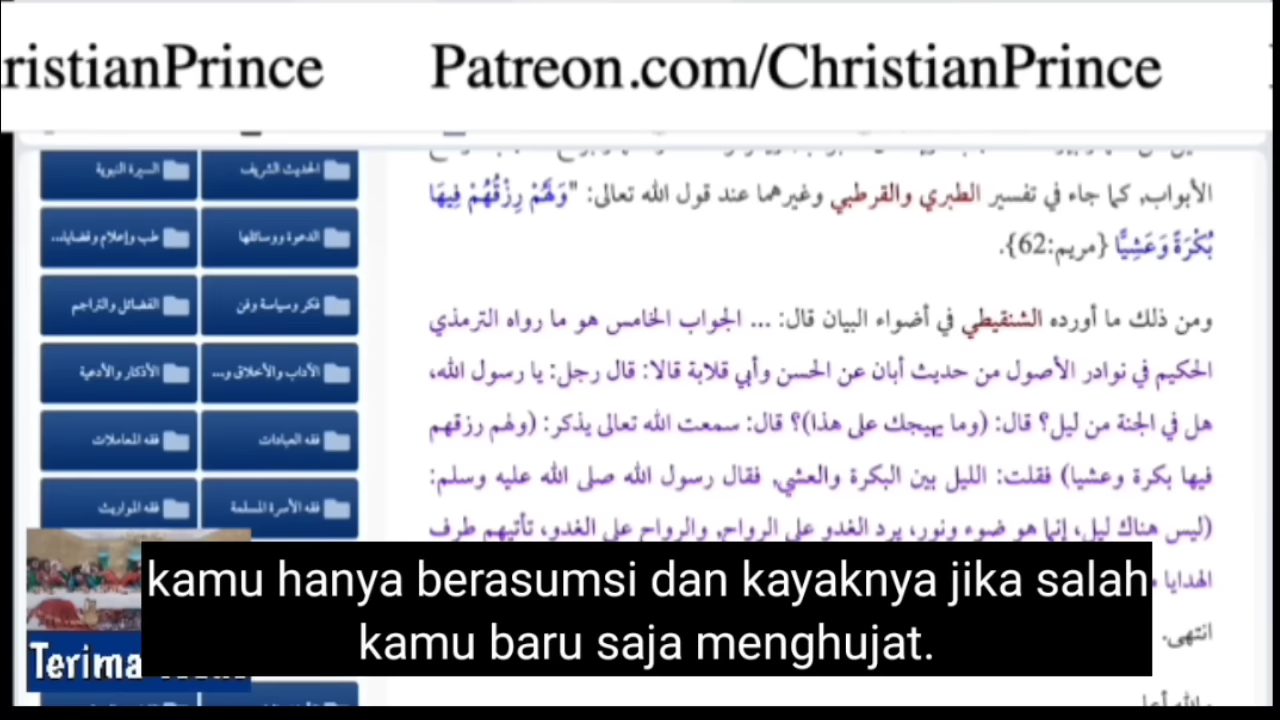 ristianPrince Patreon.com/ChristianPrince
الحديث الشريف
السيرة النبوية
الدعوة ووسائلها
طب وإعلام وقضايا...
فكر وسياسة وفن
الفضائل والتراجم
الآداب والأخلاق و...
الأذكار والأدعية
فقه العبادات
فقه المعاملات
فقه الأسرة المسلمة
فقه المواريث
الأبواب, كما جاء في تفسير الطبري والقرطبي وغيرهما عند قول الله تعالى: "وَلَهُمْ رِزْقُهُمْ فِيهَا
بُكْرَةً وَعَشِيًّا {مريم:62}.
ومن ذلك ما أورده الشنقيطي في أضواء البيان قال: ... الجواب الخامس هو ما رواه الترمذي
الحكيم في نوادر الأصول من حديث أبان عن الحسن وأبي قلابة قالا: قال رجل: يا رسول الله،
هل في الجنة من ليل؟ قال: (وما يهيجك على هذا)؟ قال: سمعت الله تعالى يذكر: (ولهم رزقهم
فيها بكرة وعشيا) فقلت: الليل بين البكرة والعشي. فقال رسول الله صلى الله عليه وسلم:
(ليس هناك ليل، إنما هو ضوء ونور، يرد الغدو على الرواح, والرواح على الغدو، تأتيهم طرف
الهدايا
انتهى.
Terima
kamu hanya berasumsi dan kayaknya jika salah
kamu baru saja menghujat.